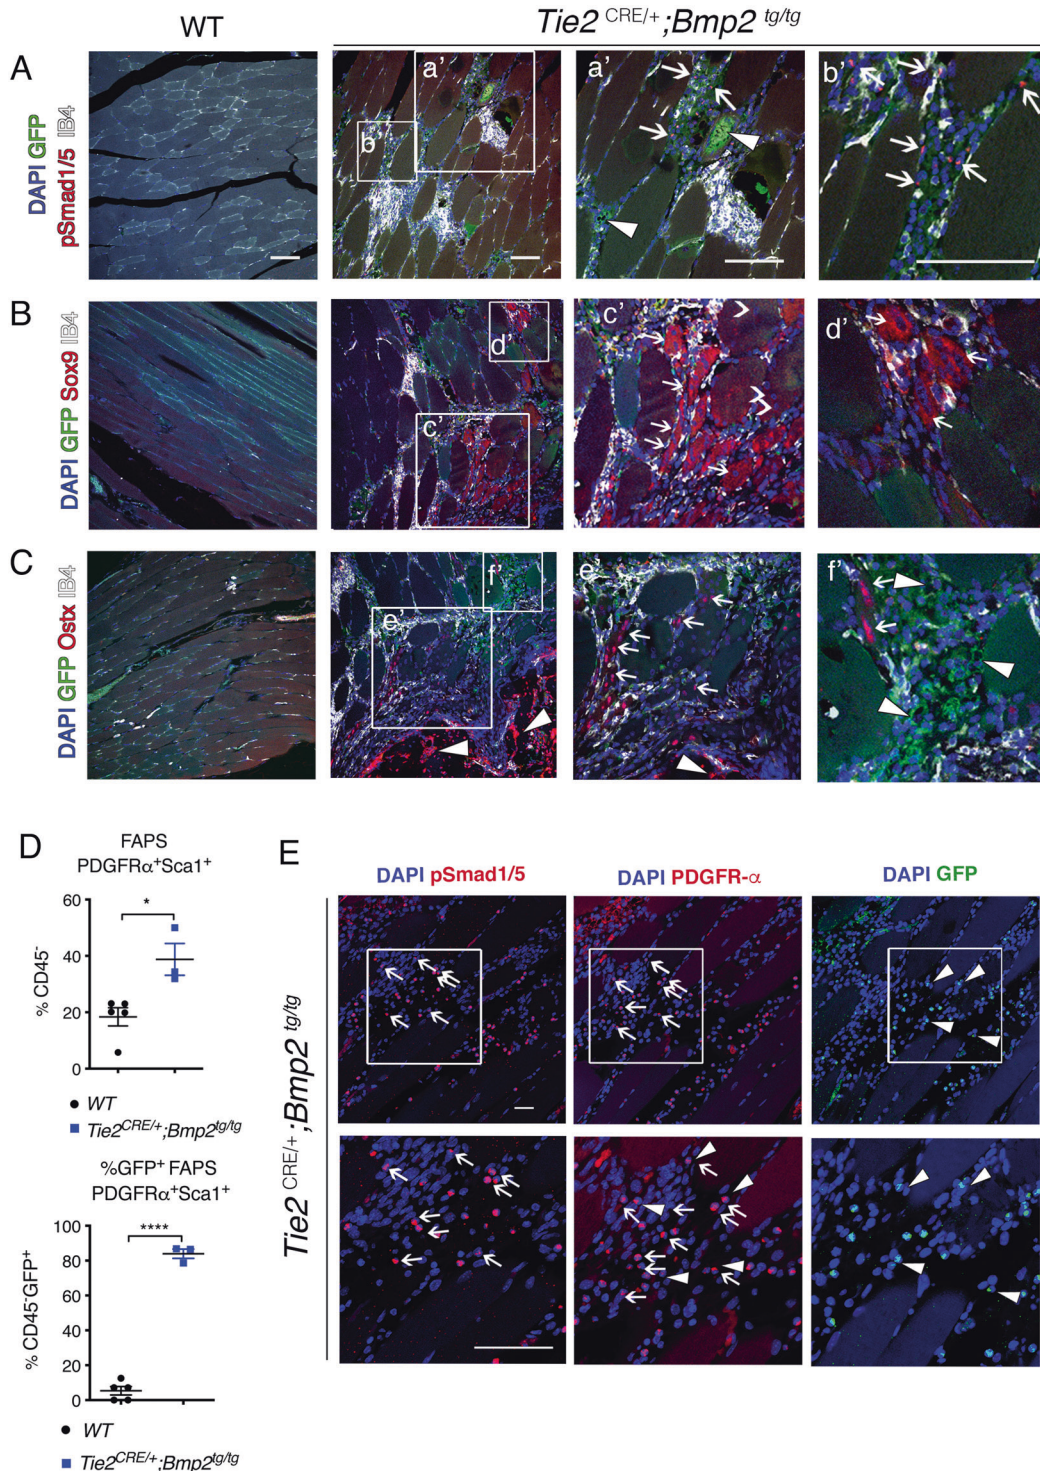 WT
Tie2 CRE/+;Bmp2 tg/tg
A
DAPI GFP
pSmad1/5 IB4
a'
b'
a'
b'
B
DAPI GFP Sox9 IB4
d'
c'
c'
d'
C
DAPI GFP Ostx IB4
f'
e'
e'
f'
D
FAPS
PDGFRα+Sca1+
*
60
40
20
0
% CD45-
WT
Tie2CRE/+;Bmp2tg/tg
%GFP+ FAPS
PDGFRα+Sca1+
****
100
80
60
40
20
0
% CD45-GFP+
WT
Tie2CRE/+;Bmp2tg/tg
E
DAPI pSmad1/5
DAPI PDGFR-α
DAPI GFP
Tie2 CRE/+;Bmp2 tg/tg